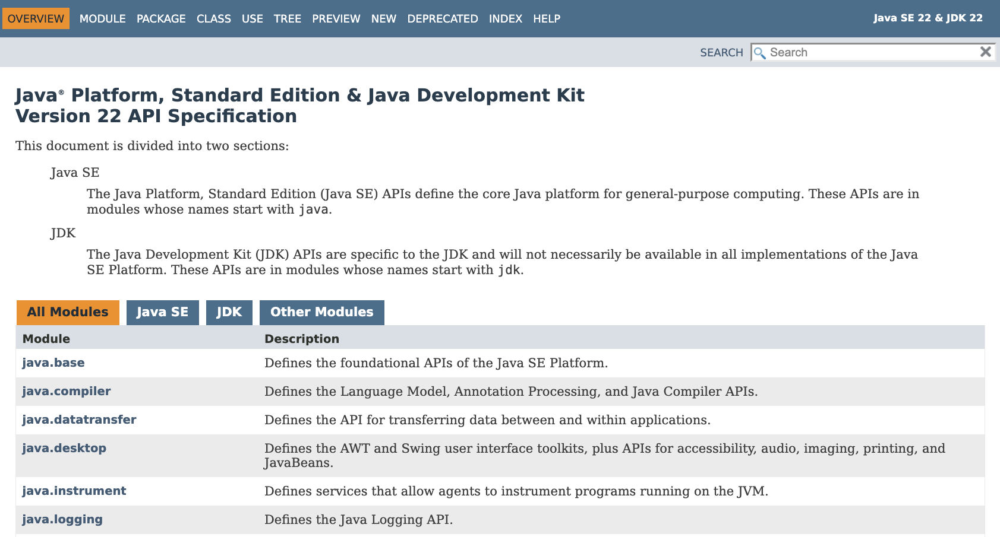 OVERVIEW MODULE PACKAGE CLASS USE TREE PREVIEW NEW DEPRECATED INDEX HELP Java SE 22 & JDK 22
SEARCH Search
Java® Platform, Standard Edition & Java Development Kit
Version 22 API Specification
This document is divided into two sections:
Java SE
The Java Platform, Standard Edition (Java SE) APIs define the core Java platform for general-purpose computing. These APIs are in
modules whose names start with java.
JDK
The Java Development Kit (JDK) APIs are specific to the JDK and will not necessarily be available in all implementations of the Java
SE Platform. These APIs are in modules whose names start with jdk.
All Modules Java SE JDK Other Modules
Module Description
java.base Defines the foundational APIs of the Java SE Platform.
java.compiler Defines the Language Model, Annotation Processing, and Java Compiler APIs.
java.datatransfer Defines the API for transferring data between and within applications.
java.desktop Defines the AWT and Swing user interface toolkits, plus APIs for accessibility, audio, imaging, printing, and
JavaBeans.
java.instrument Defines services that allow agents to instrument programs running on the JVM.
java.logging Defines the Java Logging API.